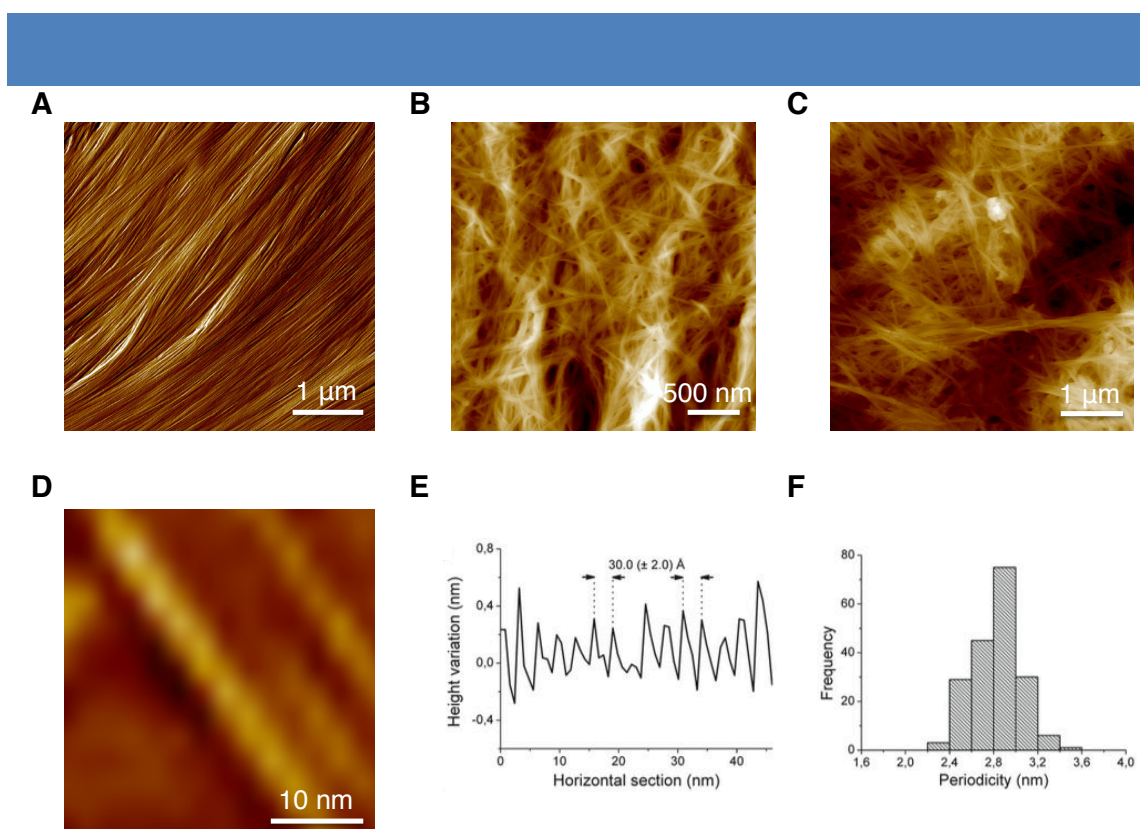 A
B
C
1 µm
500 nm
1 µm
D
E
F
10 nm
Height variation (nm)
0,8
0,4
0,0
-0,4
30.0 (± 2.0) Å
0 10 20 30 40
Horizontal section (nm)
Frequency
80
60
40
20
0
1,6 2,0 2,4 2,8 3,2 3,6 4,0
Periodicity (nm)